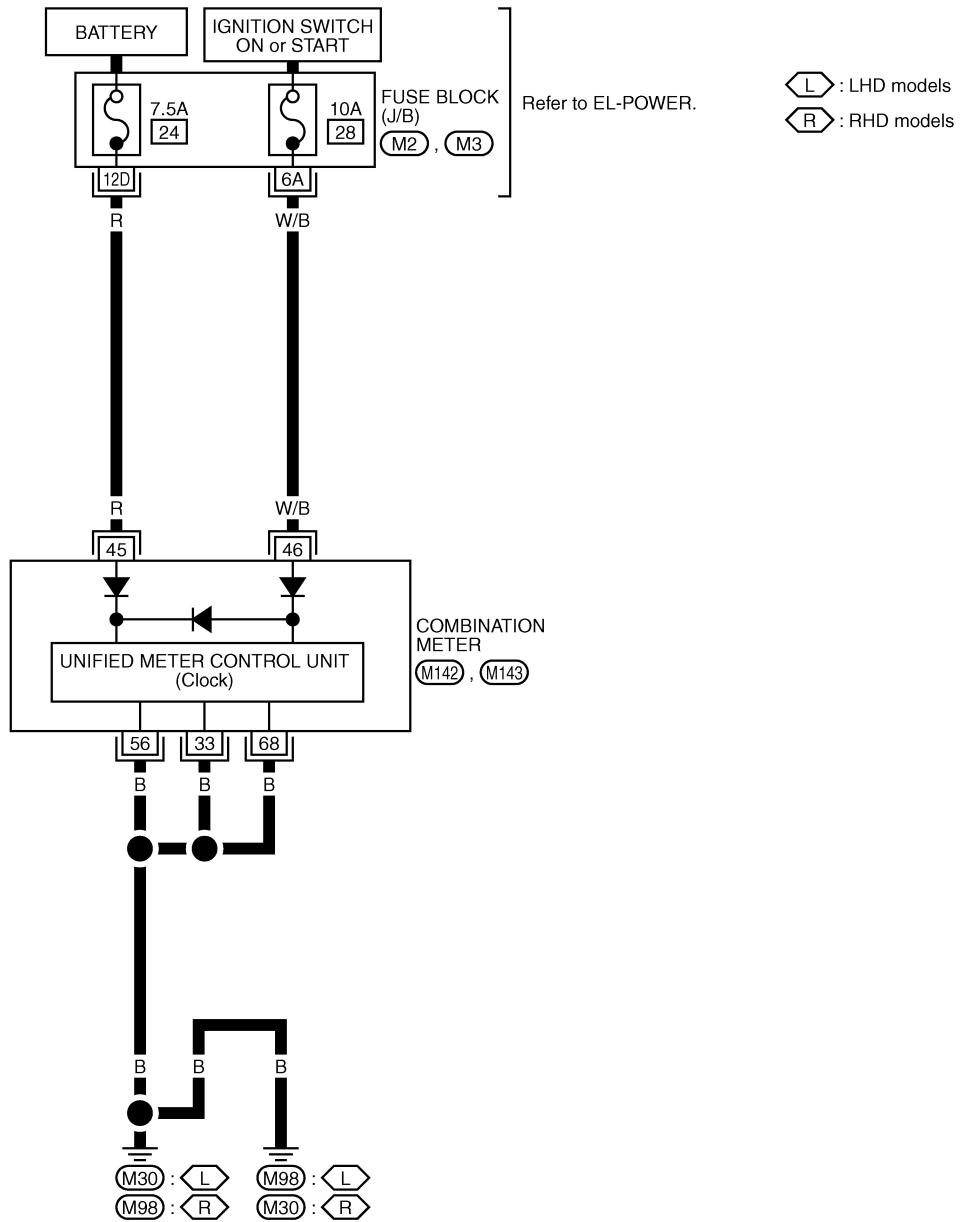 BATTERY
IGNITION SWITCH
ON or START
7.5A
24
10A
28
FUSE BLOCK
(J/B)
M2 , M3
Refer to EL-POWER.
L : LHD models
R : RHD models
12D
6A
R
W/B
R
W/B
45
46
COMBINATION
METER
M142 , M143
UNIFIED METER CONTROL UNIT
(Clock)
56
33
68
B
B
B
B
B
B
M30 : L
M98 : L
M98 : R
M30 : R